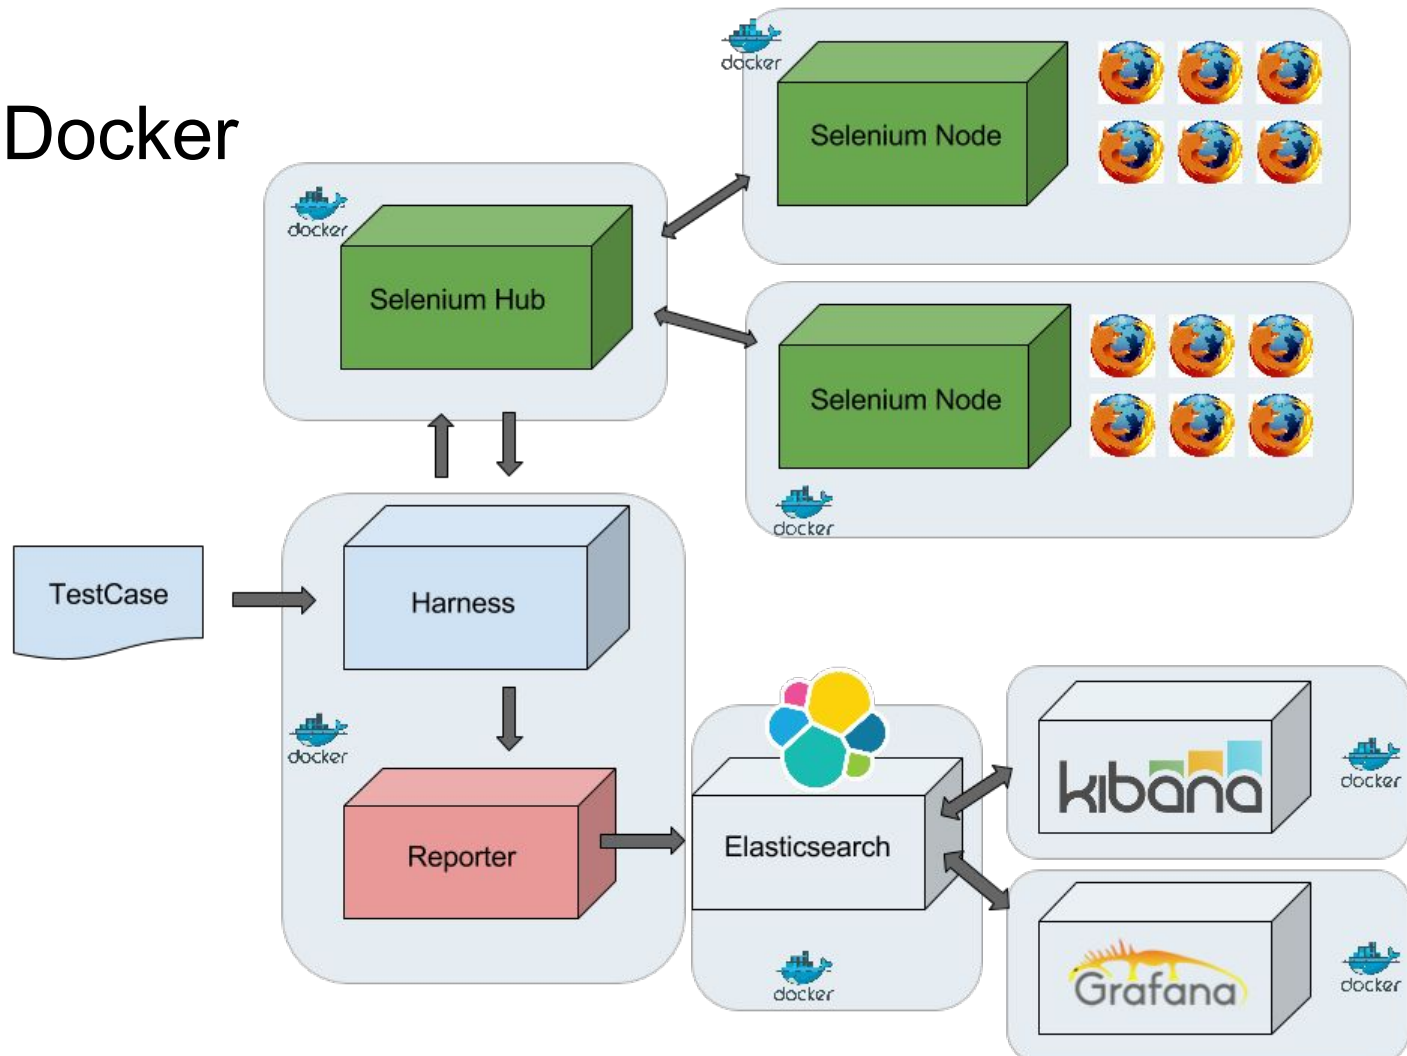 Docker
docker
Selenium Node
docker
Selenium Hub
Selenium Node
docker
TestCase
Harness
docker
Reporter
Elasticsearch
docker
kibana
docker
Grafana
docker